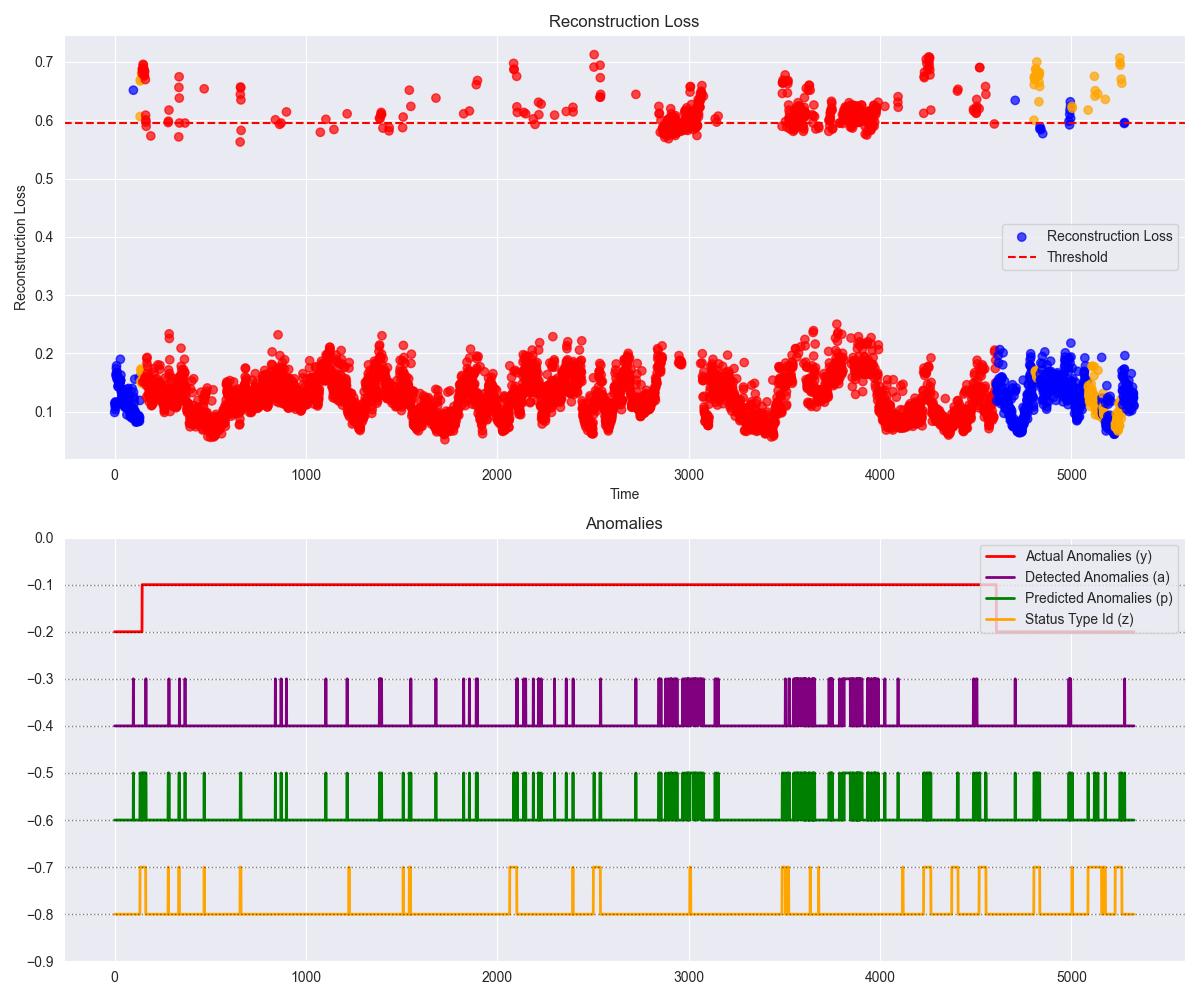 Reconstruction Loss
0.7
0.6
0.5
0.4
0.3
0.2
0.1
Reconstruction Loss
Reconstruction Loss
Threshold
0 1000 2000 3000 4000 5000
Time
Anomalies
0.0
−0.1
−0.2
−0.3
−0.4
−0.5
−0.6
−0.7
−0.8
−0.9
Actual Anomalies (y)
Detected Anomalies (a)
Predicted Anomalies (p)
Status Type Id (z)
0 1000 2000 3000 4000 5000